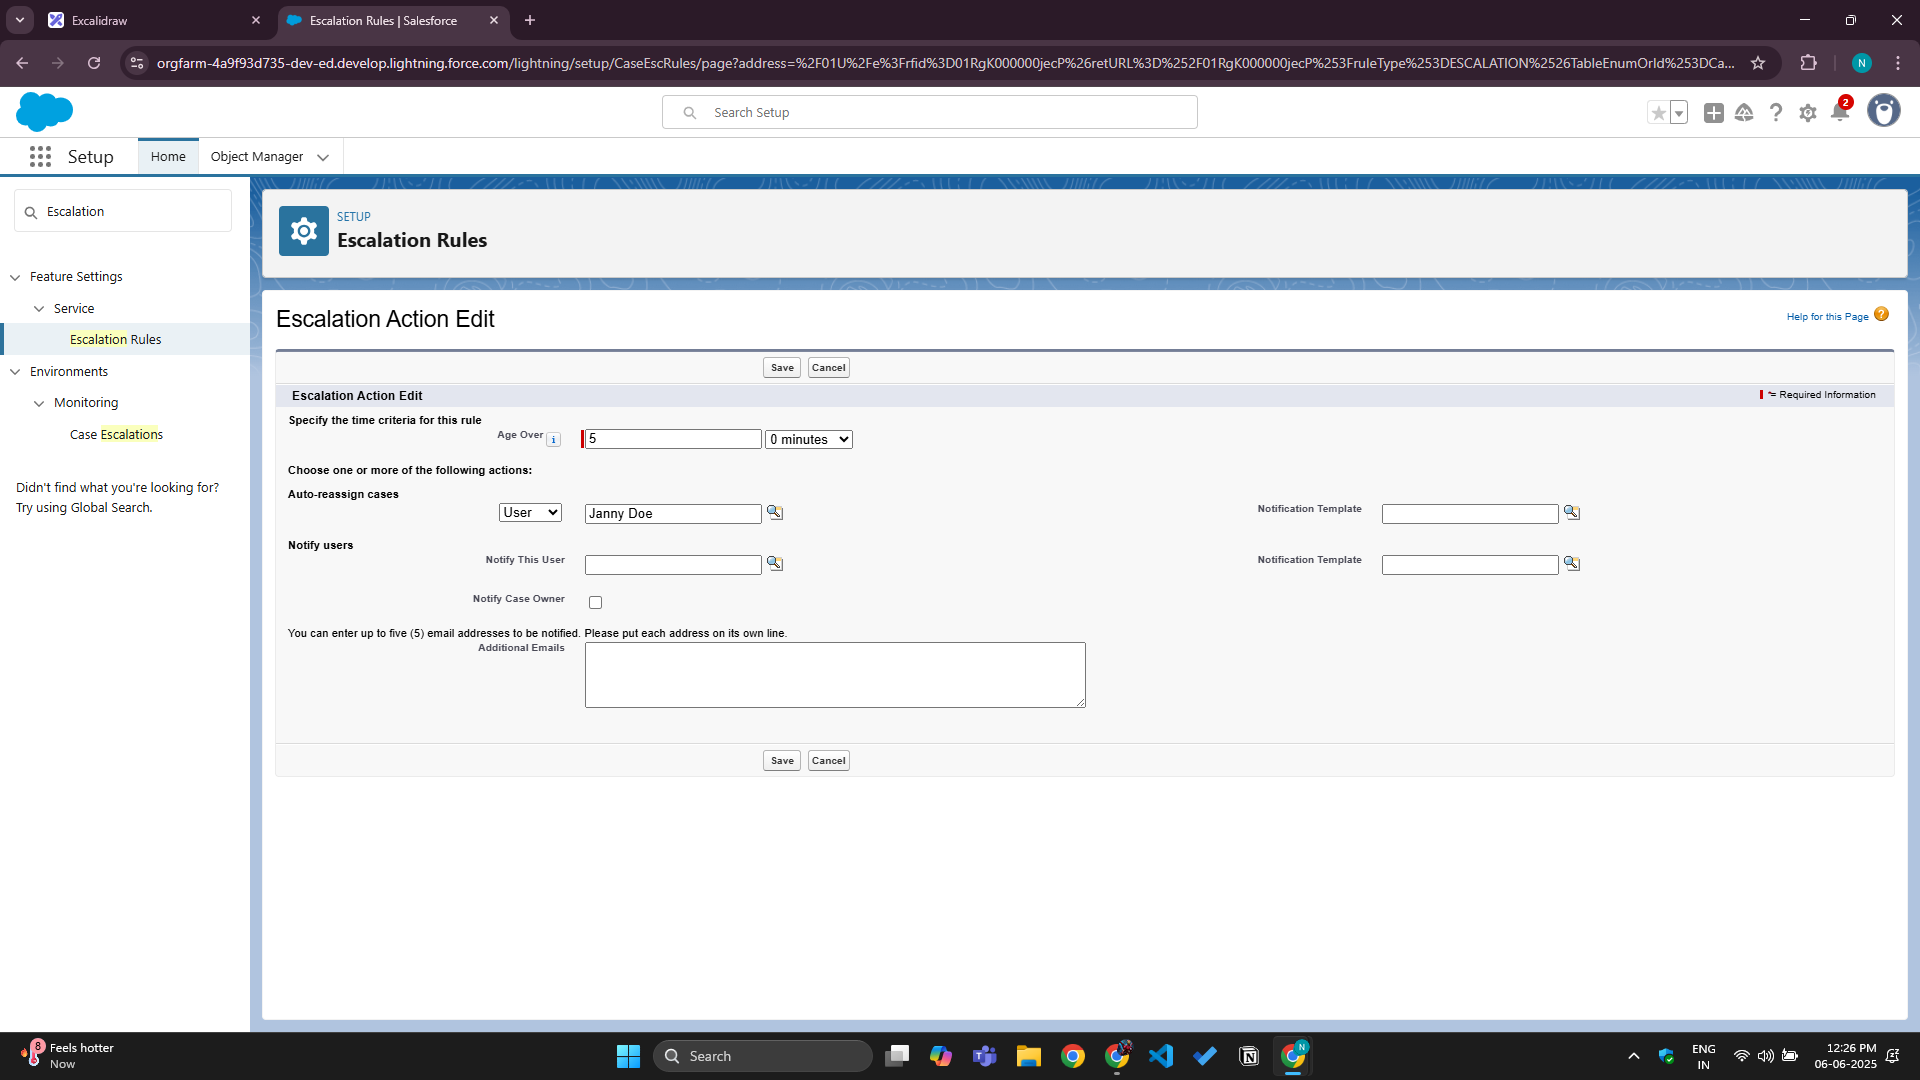 Excalidraw
Escalation Rules | Salesforce
orgfarm-4a9f93d735-dev-ed.develop.lightning.force.com/lightning/setup/CaseEscRules/page?address=%2F01U%2Fe%3Frfid%3D01RgK000000jecP%26retURL%3D%252F01RgK000000jecP%253FruleType%253DESCALATION%2526TableEnumOrId%253DCa...
N
Search Setup
2
Setup
Home
Object Manager
Escalation
Feature Settings
Service
Escalation Rules
Environments
Monitoring
Case Escalations
Didn't find what you're looking for?
Try using Global Search.
SETUP
Escalation Rules
Escalation Action Edit
Help for this Page ?
Save Cancel
Escalation Action Edit
*= Required Information
Specify the time criteria for this rule
Age Over i 5 0 minutes
Choose one or more of the following actions:
Auto-reassign cases
User Janny Doe Notification Template
Notify users
Notify This User Notification Template
Notify Case Owner
You can enter up to five (5) email addresses to be notified. Please put each address on its own line.
Additional Emails
Save Cancel
8
Feels hotter
Now
Search
N
ENG
IN
12:26 PM
06-06-2025